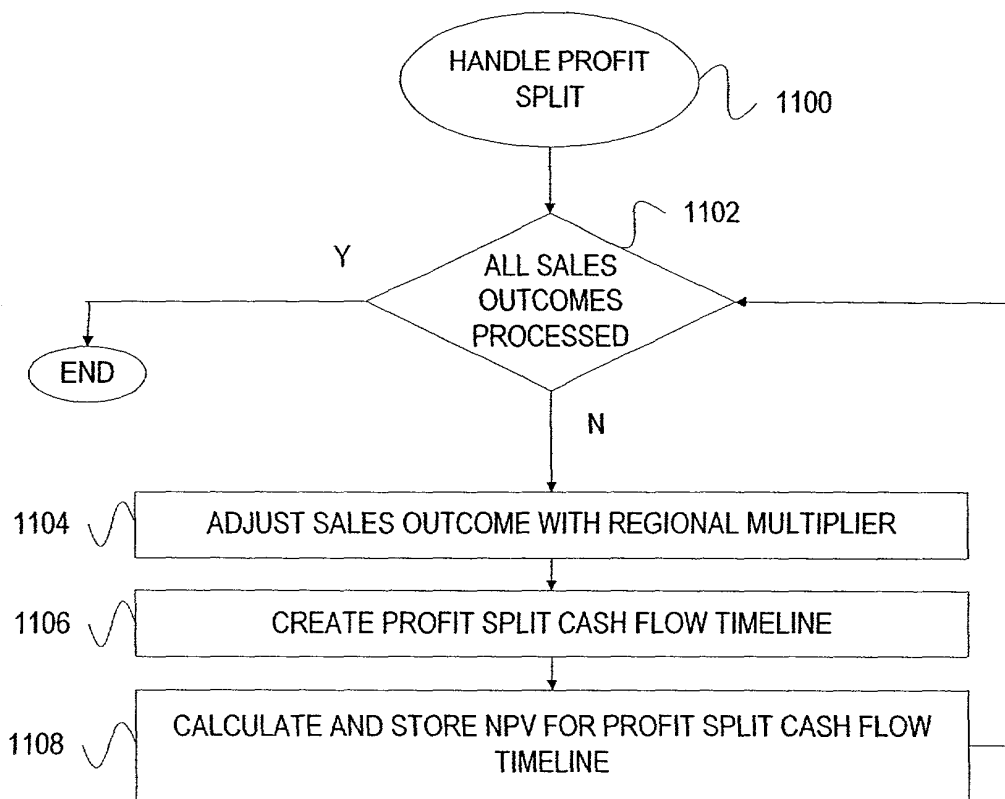 HANDLE PROFIT
SPLIT
1100
1102
Y
ALL SALES
OUTCOMES
PROCESSED
END
N
1104
ADJUST SALES OUTCOME WITH REGIONAL MULTIPLIER
1106
CREATE PROFIT SPLIT CASH FLOW TIMELINE
1108
CALCULATE AND STORE NPV FOR PROFIT SPLIT CASH FLOW
TIMELINE